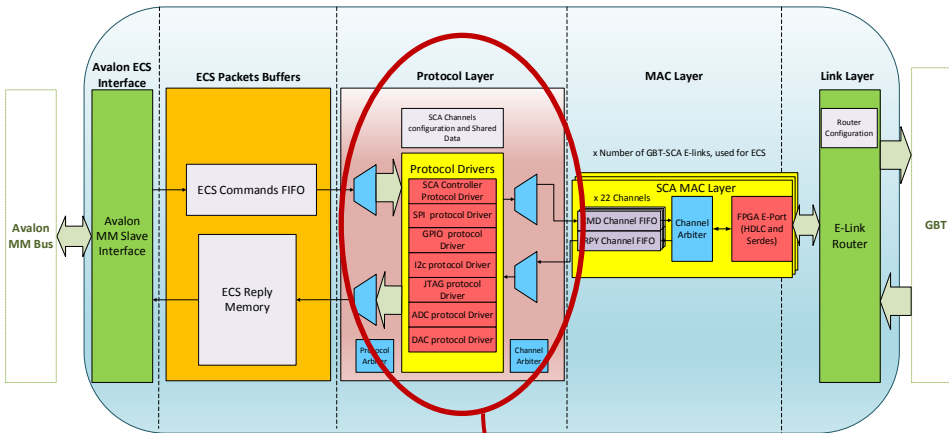 Avalon ECS
Interface
ECS Packets Buffers
Protocol Layer
MAC Layer
Link Layer
Avalon
MM Bus
Avalon
MM Slave
Interface
ECS Commands FIFO
ECS Reply
Memory
SCA Channels
configuration and Shared
Data
Protocol Drivers
SCA Controller
Protocol Driver
SPI protocol Driver
GPIO protocol
Driver
I2c protocol Driver
JTAG protocol
Driver
ADC protocol Driver
DAC protocol Driver
Protocol
Arbiter
Channel
Arbiter
x Number of GBT-SCA E-links, used for ECS
SCA MAC Layer
x 22 Channels
CMD Channel FIFO
RPY Channel FIFO
Channel
Arbiter
FPGA E-Port
(HDLC and
Serdes)
Router
Configuration
E-Link
Router
GBT